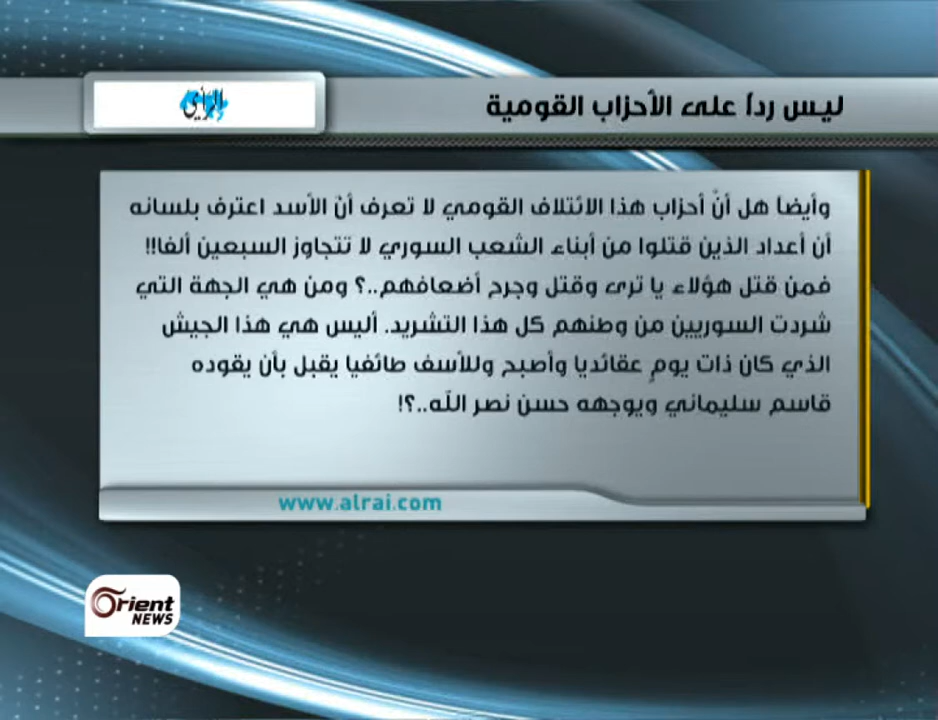 ليس رداً على الأحزاب القومية
الرأي
وأيضا هل أنّ أحزاب هذا الائتلاف القومي لا تعرف أن الأسد اعترف بلسانه
أن أعداد الذين قتلوا من أبناء الشعب السوري لا تتجاوز السبعين ألفا!!
فمن قتل هؤلاء يا ترى وقتل وجرح أضعافهم..؟ ومن هي الجهة التي
شردت السوريين من وطنهم كل هذا التشريد. أليس هي هذا الجيش
الذي كان ذات يومٍ عقائديا وأصبح وللأسف طائفيا يقبل بأن يقوده
قاسم سليماني ويوجهه حسن نصر الله..؟!
www.alrai.com
Orient
NEWS